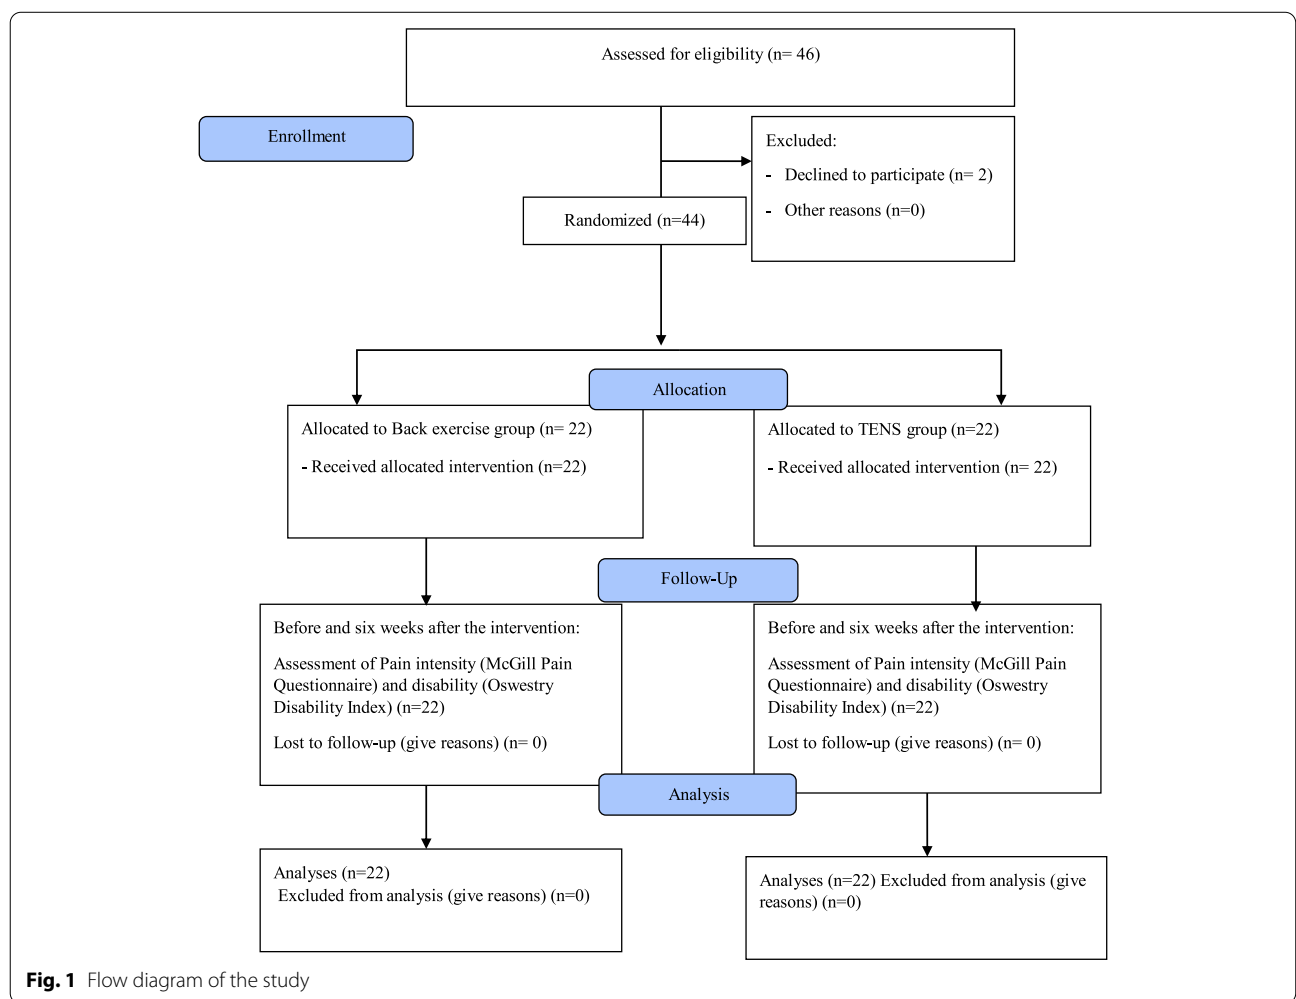 Assessed for eligibility (n= 46)
Enrollment
Excluded:
- Declined to participate (n= 2)
- Other reasons (n=0)
Randomized (n=44)
Allocation
Allocated to Back exercise group (n= 22)
- Received allocated intervention (n=22)
Allocated to TENS group (n=22)
- Received allocated intervention (n= 22)
Follow-Up
Before and six weeks after the intervention:
Assessment of Pain intensity (McGill Pain
Questionnaire) and disability (Oswestry
Disability Index) (n=22)
Lost to follow-up (give reasons) (n= 0)
Before and six weeks after the intervention:
Assessment of Pain intensity (McGill Pain
Questionnaire) and disability (Oswestry
Disability Index) (n=22)
Lost to follow-up (give reasons) (n= 0)
Analysis
Analyses (n=22)
Excluded from analysis (give reasons) (n=0)
Analyses (n=22) Excluded from analysis (give
reasons) (n=0)
Fig. 1 Flow diagram of the study